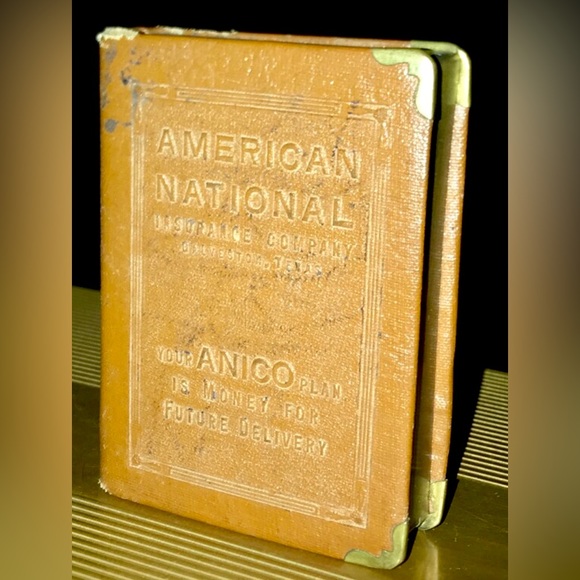 AMERICAN
NATIONAL
INSURANCE COMPANY
GALVESTON, TEXAS
YOUR ANICO PLAN
IS MONEY FOR
FUTURE DELIVERY